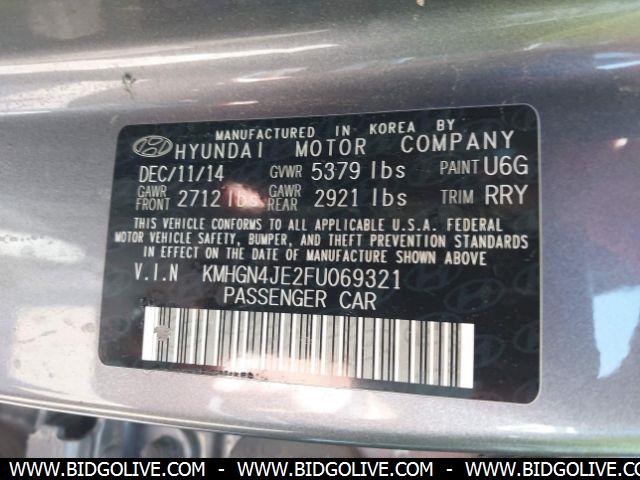 MANUFACTURED IN KOREA BY
HYUNDAI MOTOR COMPANY
DEC/11/14 GVWR 5379 lbs PAINT U6G
GAWR FRONT 2712 lbs GAWR REAR 2921 lbs TRIM RRY
THIS VEHICLE CONFORMS TO ALL APPLICABLE U.S.A. FEDERAL
MOTOR VEHICLE SAFETY, BUMPER, AND THEFT PREVENTION STANDARDS
IN EFFECT ON THE DATE OF MANUFACTURE SHOWN ABOVE
V.I.N KMHGN4JE2FU069321
PASSENGER CAR
WWW.BIDGOLIVE.COM - WWW.BIDGOLIVE.COM - WWW.BIDGOLIVE.COM